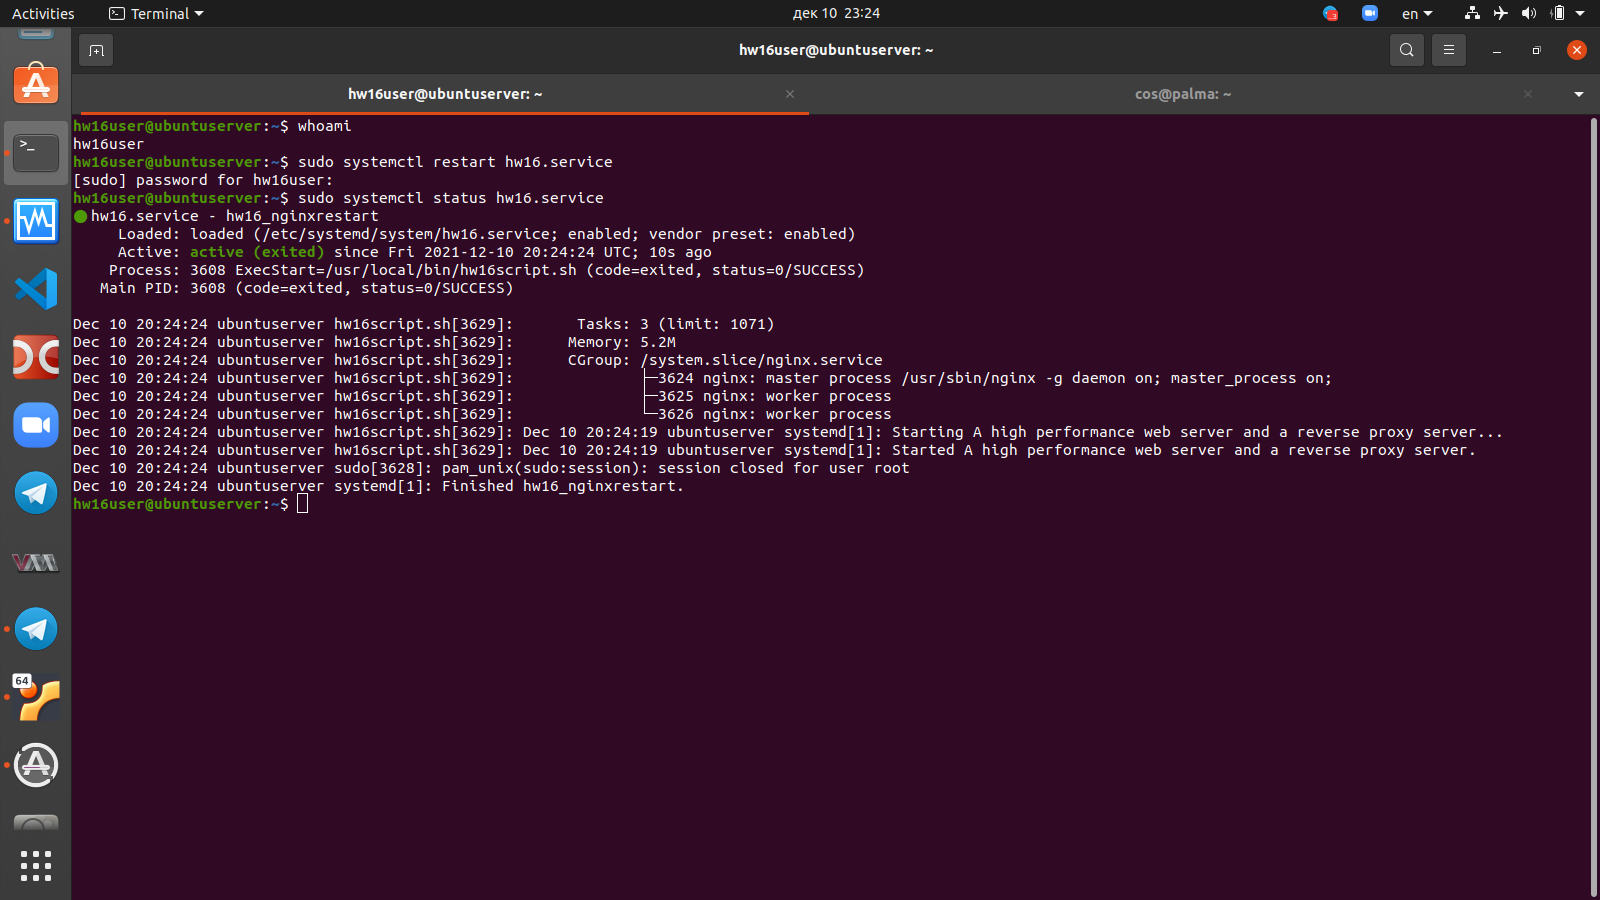 Activities
Terminal
дек 10 23:24
3
en
hw16user@ubuntuserver: ~
hw16user@ubuntuserver: ~
cos@palma: ~
hw16user@ubuntuserver:~$ whoami
hw16user
hw16user@ubuntuserver:~$ sudo systemctl restart hw16.service
[sudo] password for hw16user:
hw16user@ubuntuserver:~$ sudo systemctl status hw16.service
● hw16.service - hw16_nginxrestart
     Loaded: loaded (/etc/systemd/system/hw16.service; enabled; vendor preset: enabled)
     Active: active (exited) since Fri 2021-12-10 20:24:24 UTC; 10s ago
    Process: 3608 ExecStart=/usr/local/bin/hw16script.sh (code=exited, status=0/SUCCESS)
   Main PID: 3608 (code=exited, status=0/SUCCESS)
Dec 10 20:24:24 ubuntuserver hw16script.sh[3629]:       Tasks: 3 (limit: 1071)
Dec 10 20:24:24 ubuntuserver hw16script.sh[3629]:      Memory: 5.2M
Dec 10 20:24:24 ubuntuserver hw16script.sh[3629]:      CGroup: /system.slice/nginx.service
Dec 10 20:24:24 ubuntuserver hw16script.sh[3629]:              ├─3624 nginx: master process /usr/sbin/nginx -g daemon on; master_process on;
Dec 10 20:24:24 ubuntuserver hw16script.sh[3629]:              ├─3625 nginx: worker process
Dec 10 20:24:24 ubuntuserver hw16script.sh[3629]:              └─3626 nginx: worker process
Dec 10 20:24:24 ubuntuserver hw16script.sh[3629]: Dec 10 20:24:19 ubuntuserver systemd[1]: Starting A high performance web server and a reverse proxy server...
Dec 10 20:24:24 ubuntuserver hw16script.sh[3629]: Dec 10 20:24:19 ubuntuserver systemd[1]: Started A high performance web server and a reverse proxy server.
Dec 10 20:24:24 ubuntuserver sudo[3628]: pam_unix(sudo:session): session closed for user root
Dec 10 20:24:24 ubuntuserver systemd[1]: Finished hw16_nginxrestart.
hw16user@ubuntuserver:~$
64